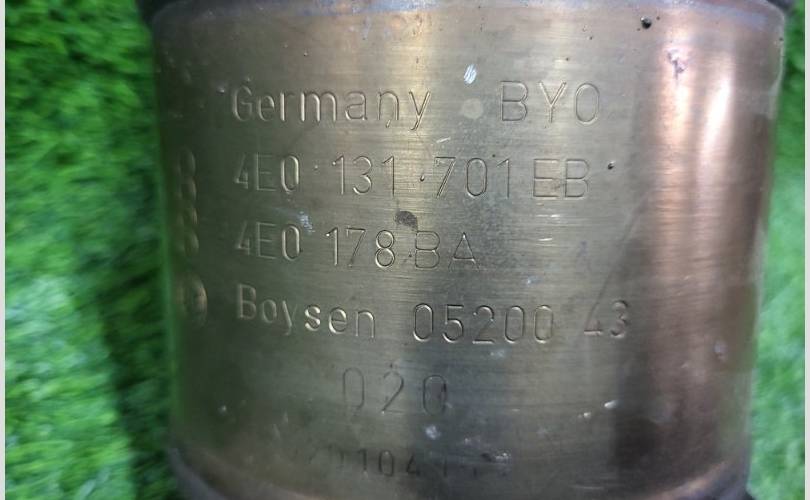 Germany BYO
4E0 131 701 EB
4E0 178 BA
Boysen 05200 43
020